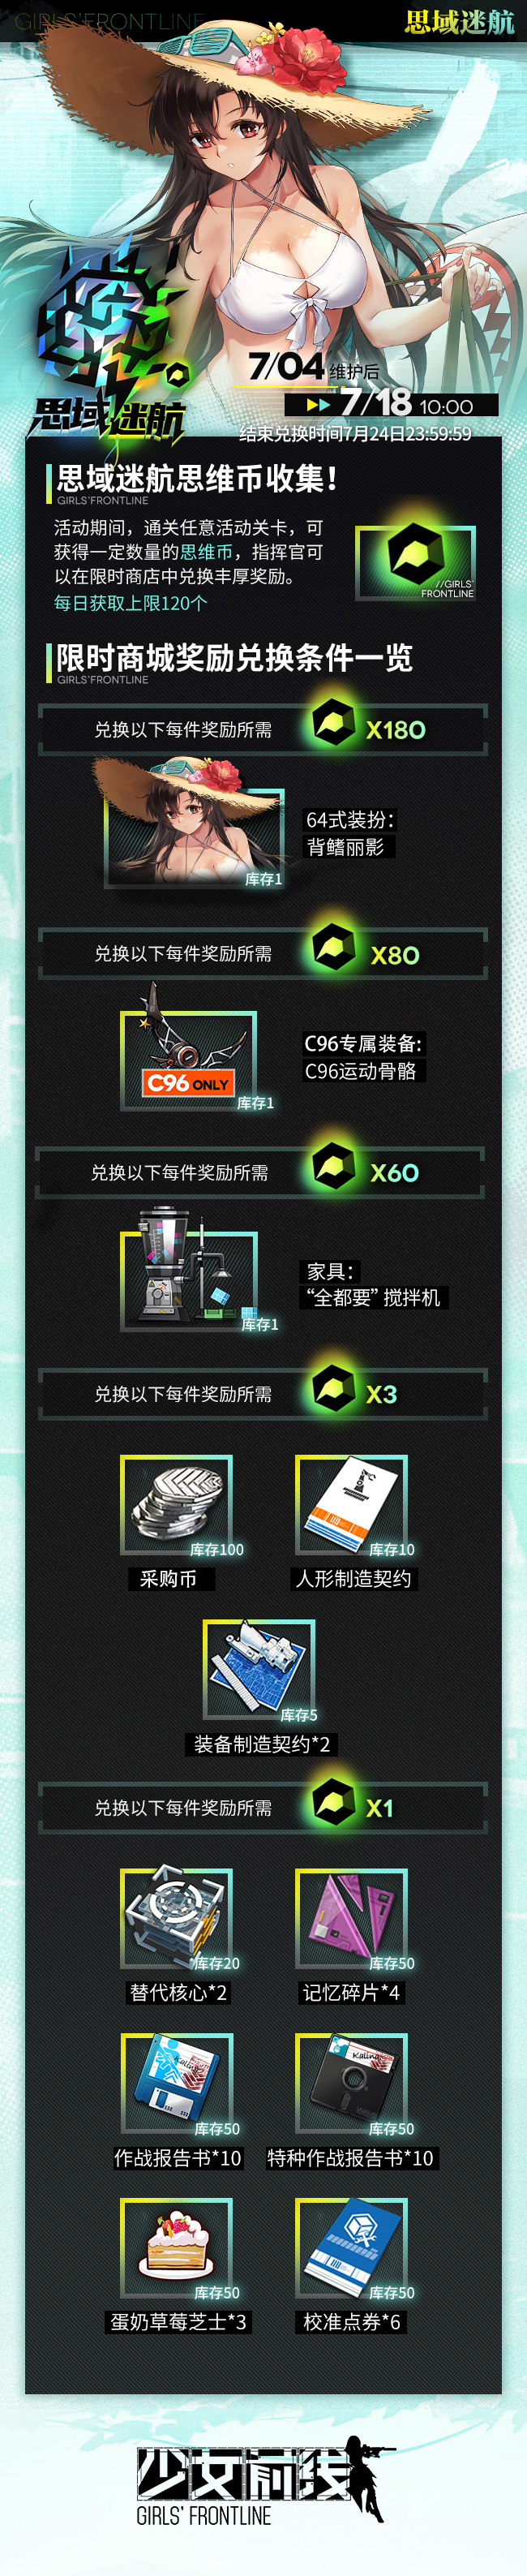 GIRLS'FRONTLINE
思域迷航
思域迷航
7/04 维护后
7/18 10:00
结束兑换时间7月24日23:59:59
思域迷航思维币收集!
GIRLS'FRONTLINE
活动期间，通关任意活动关卡，可
获得一定数量的思维币，指挥官可
以在限时商店中兑换丰厚奖励。
每日获取上限120个
//GIRLS'
FRONTLINE
限时商城奖励兑换条件一览
GIRLS'FRONTLINE
兑换以下每件奖励所需 X180
64式装扮：
背鳍丽影
库存1
兑换以下每件奖励所需 X80
C96专属装备:
C96运动骨骼
C96 ONLY
库存1
兑换以下每件奖励所需 X60
家具：
“全都要” 搅拌机
库存1
兑换以下每件奖励所需 X3
库存100
库存10
采购币
人形制造契约
库存5
装备制造契约*2
兑换以下每件奖励所需 X1
库存20
库存50
替代核心*2
记忆碎片*4
Kalina
Kalina
库存50
库存50
作战报告书*10
特种作战报告书*10
库存50
库存50
蛋奶草莓芝士*3
校准点券*6
少女前线
GIRLS' FRONTLINE